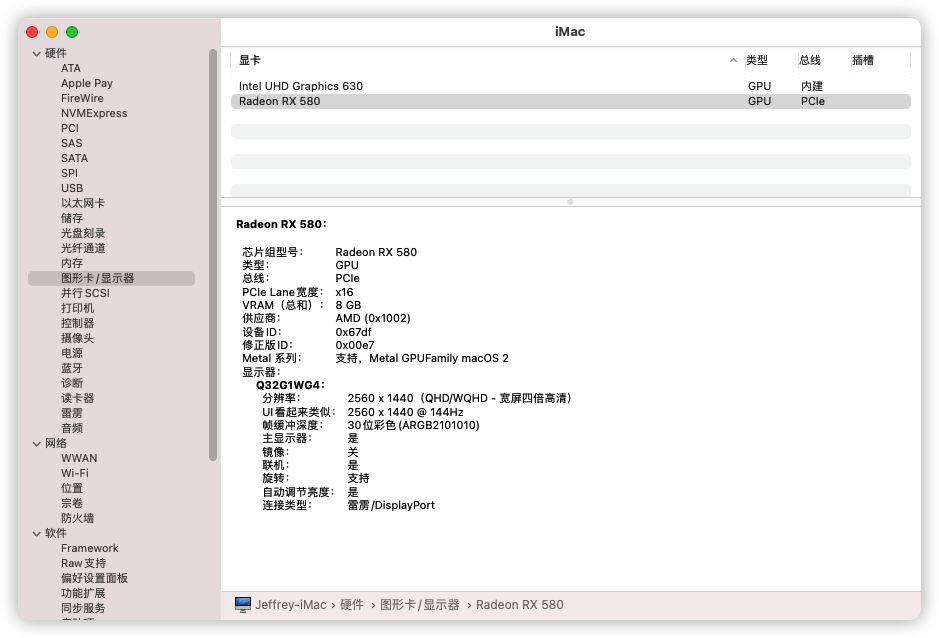 iMac
硬件
ATA
Apple Pay
FireWire
NVMExpress
PCI
SAS
SATA
SPI
USB
以太网卡
储存
光盘刻录
光纤通道
内存
图形卡/显示器
并行SCSI
打印机
控制器
摄像头
电源
蓝牙
诊断
读卡器
雷雳
音频
网络
WWAN
Wi-Fi
位置
宗卷
防火墙
软件
Framework
Raw支持
偏好设置面板
功能扩展
同步服务
显卡 类型 总线 插槽
Intel UHD Graphics 630 GPU 内建
Radeon RX 580 GPU PCIe
Radeon RX 580:
芯片组型号: Radeon RX 580
类型: GPU
总线: PCIe
PCIe Lane宽度: x16
VRAM（总和）: 8 GB
供应商: AMD (0x1002)
设备ID: 0x67df
修正版ID: 0x00e7
Metal 系列: 支持，Metal GPUFamily macOS 2
显示器:
Q32G1WG4:
分辨率: 2560 x 1440（QHD/WQHD - 宽屏四倍高清）
UI看起来类似: 2560 x 1440 @ 144Hz
帧缓冲深度: 30位彩色(ARGB2101010)
主显示器: 是
镜像: 关
联机: 是
旋转: 支持
自动调节亮度: 是
连接类型: 雷雳/DisplayPort
Jeffrey-iMac › 硬件 › 图形卡/显示器 › Radeon RX 580